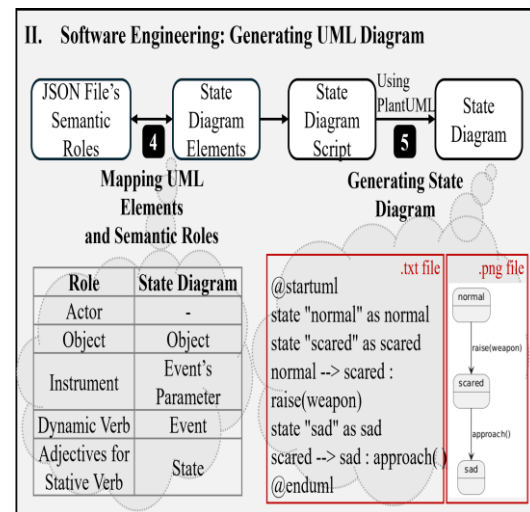 II. Software Engineering: Generating UML Diagram
JSON File's
Semantic
Roles
4
State
Diagram
Elements
State
Diagram
Script
Using
PlantUML
5
State
Diagram
Mapping UML
Elements
and Semantic Roles
Generating State
Diagram
Role State Diagram
Actor -
Object Object
Instrument Event's
Parameter
Dynamic Verb Event
Adjectives for
Stative Verb State
.txt file
@startuml
state "normal" as normal
state "scared" as scared
normal --> scared :
raise(weapon)
state "sad" as sad
scared --> sad : approach( )
@enduml
.png file
normal
raise(weapon)
scared
approach()
sad